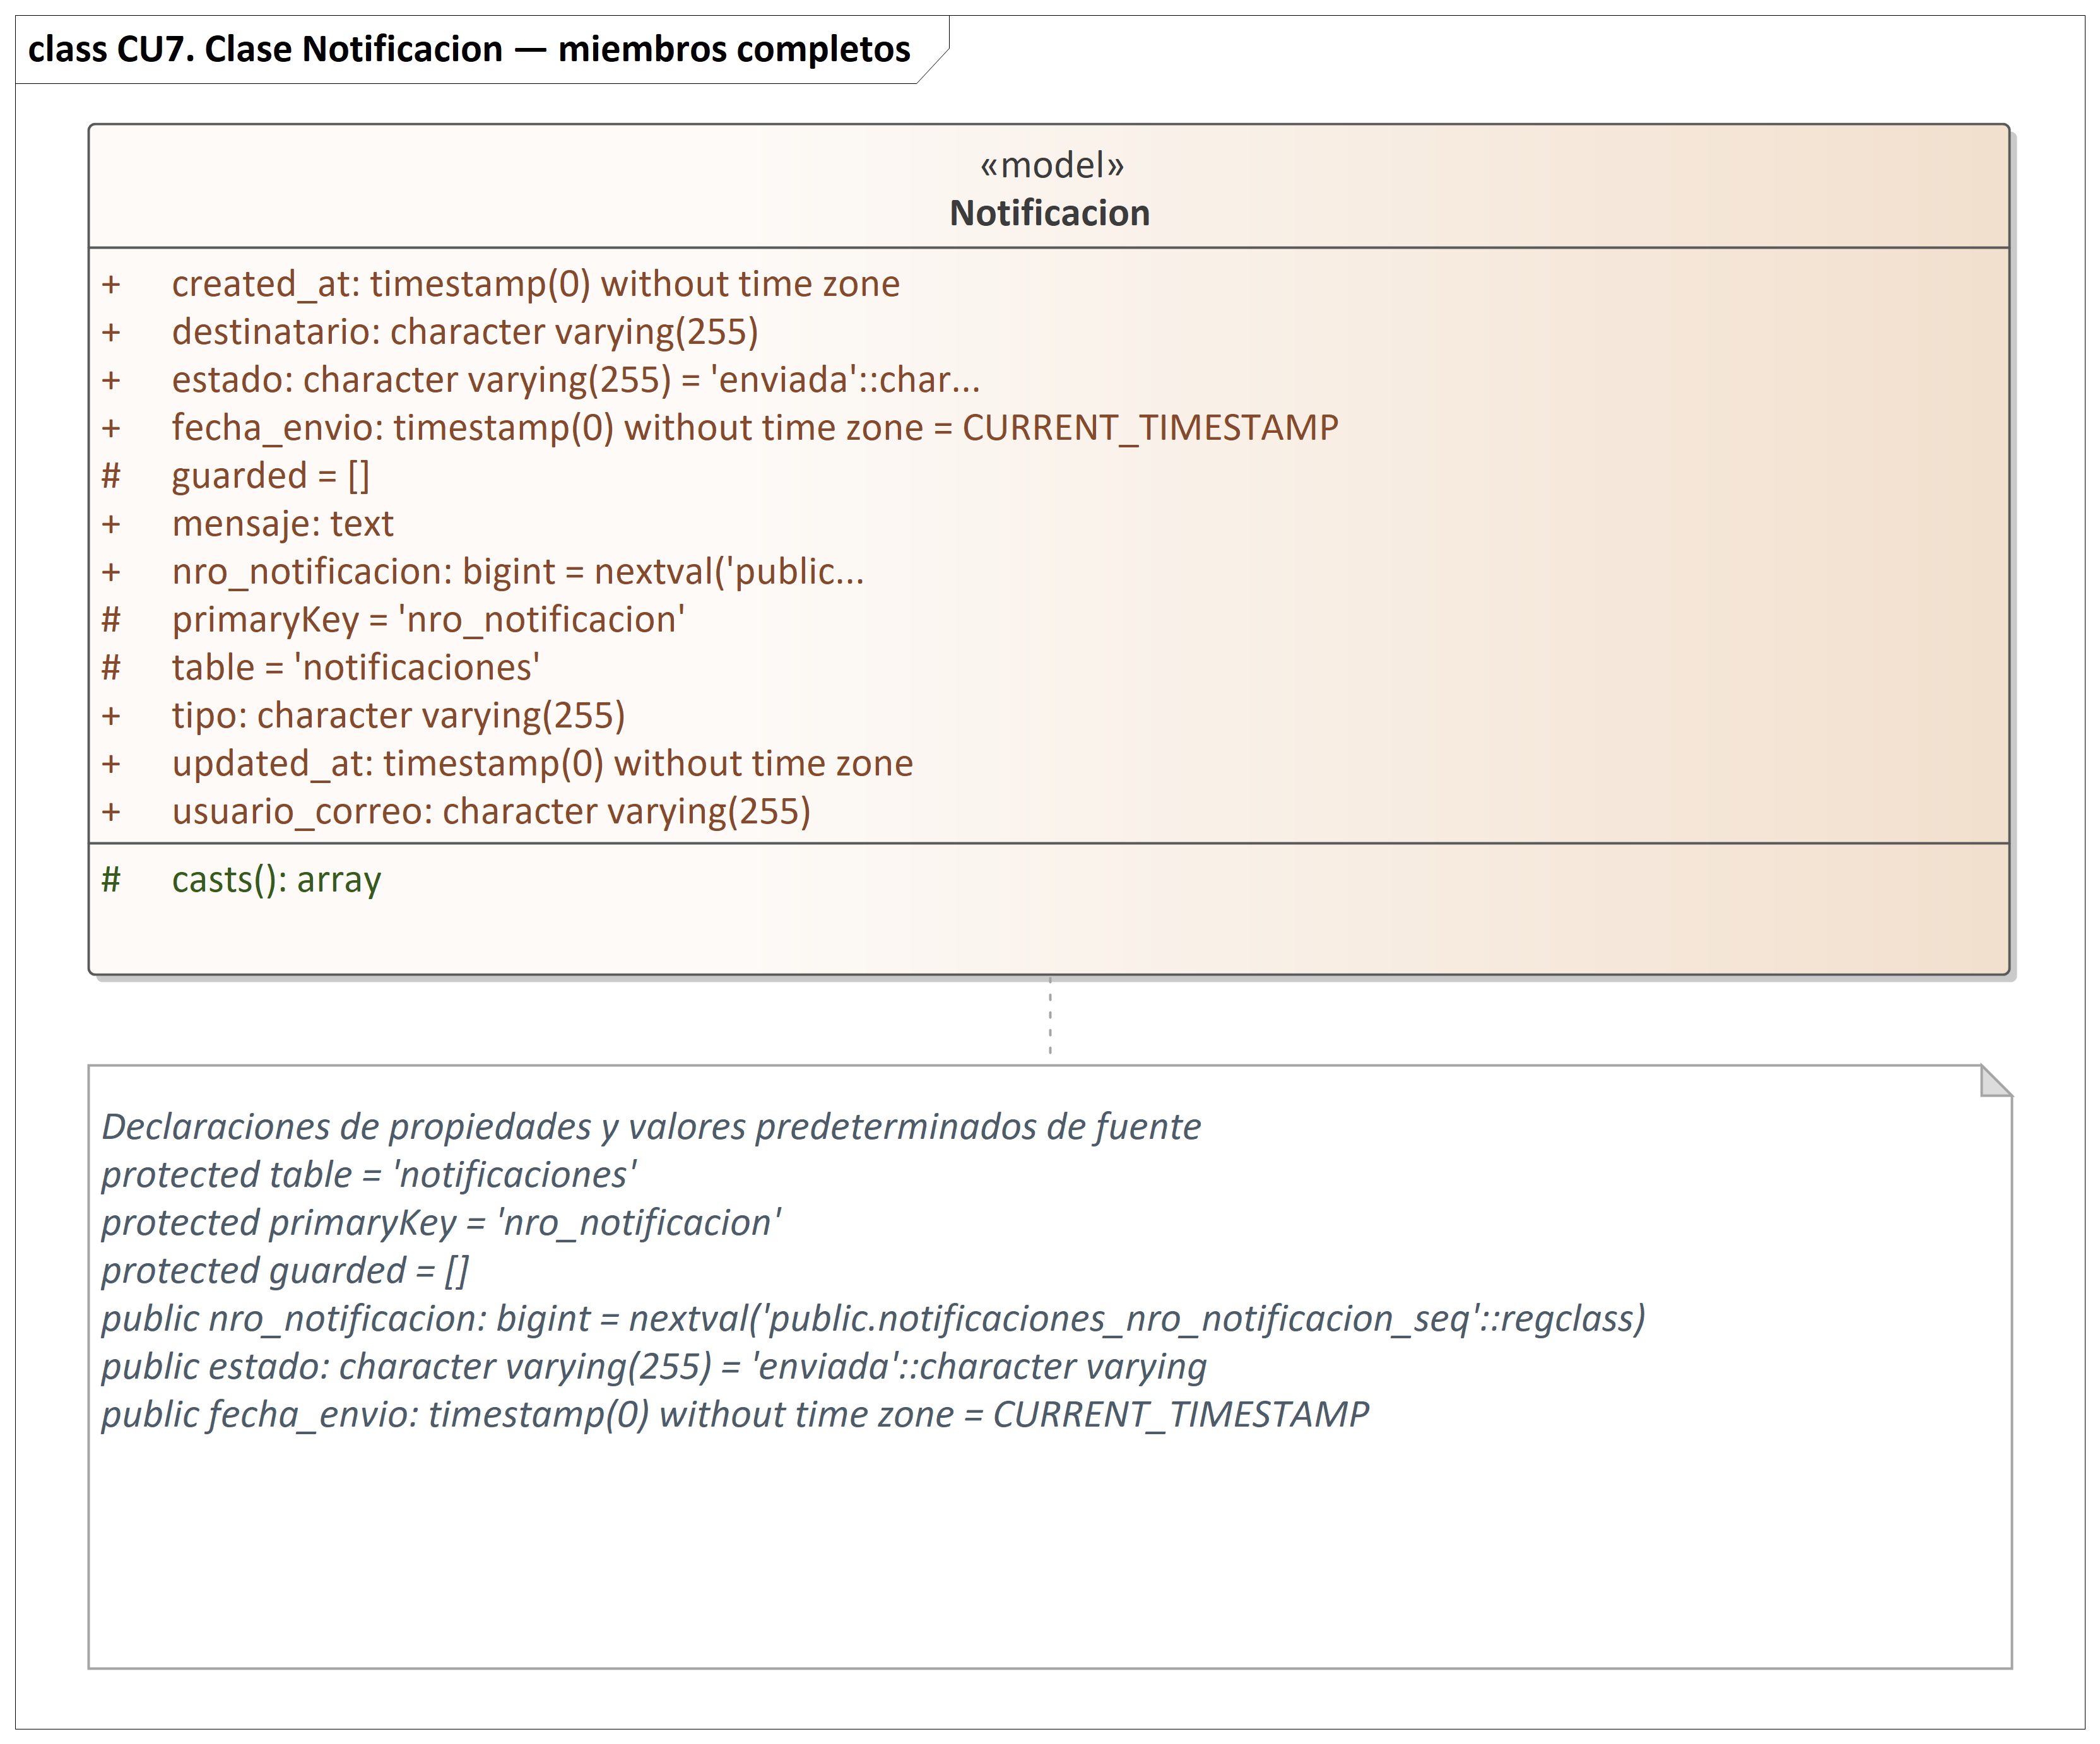 class CU7. Clase Notificacion — miembros completos
«model»
Notificacion
+ created_at: timestamp(0) without time zone
+ destinatario: character varying(255)
+ estado: character varying(255) = 'enviada'::char...
+ fecha_envio: timestamp(0) without time zone = CURRENT_TIMESTAMP
# guarded = []
+ mensaje: text
+ nro_notificacion: bigint = nextval('public...
# primaryKey = 'nro_notificacion'
# table = 'notificaciones'
+ tipo: character varying(255)
+ updated_at: timestamp(0) without time zone
+ usuario_correo: character varying(255)
# casts(): array
Declaraciones de propiedades y valores predeterminados de fuente
protected table = 'notificaciones'
protected primaryKey = 'nro_notificacion'
protected guarded = []
public nro_notificacion: bigint = nextval('public.notificaciones_nro_notificacion_seq'::regclass)
public estado: character varying(255) = 'enviada'::character varying
public fecha_envio: timestamp(0) without time zone = CURRENT_TIMESTAMP